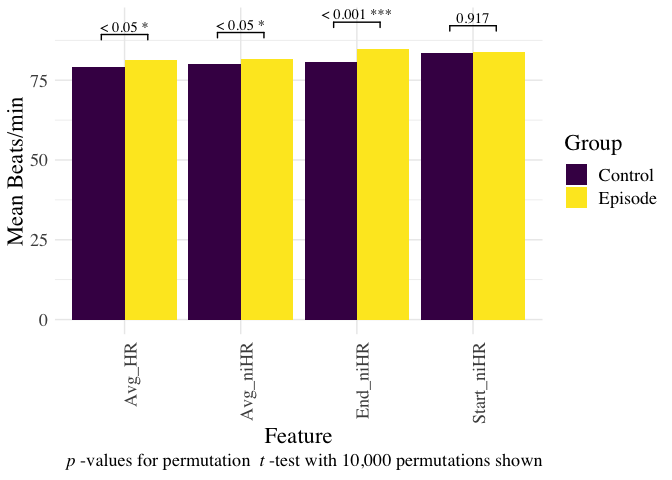 < 0.05 * < 0.05 * < 0.001 *** 0.917
Mean Beats/min
75
50
25
0
Group
Control
Episode
Avg_HR
Avg_niHR
End_niHR
Start_niHR
Feature
p -values for permutation t -test with 10,000 permutations shown